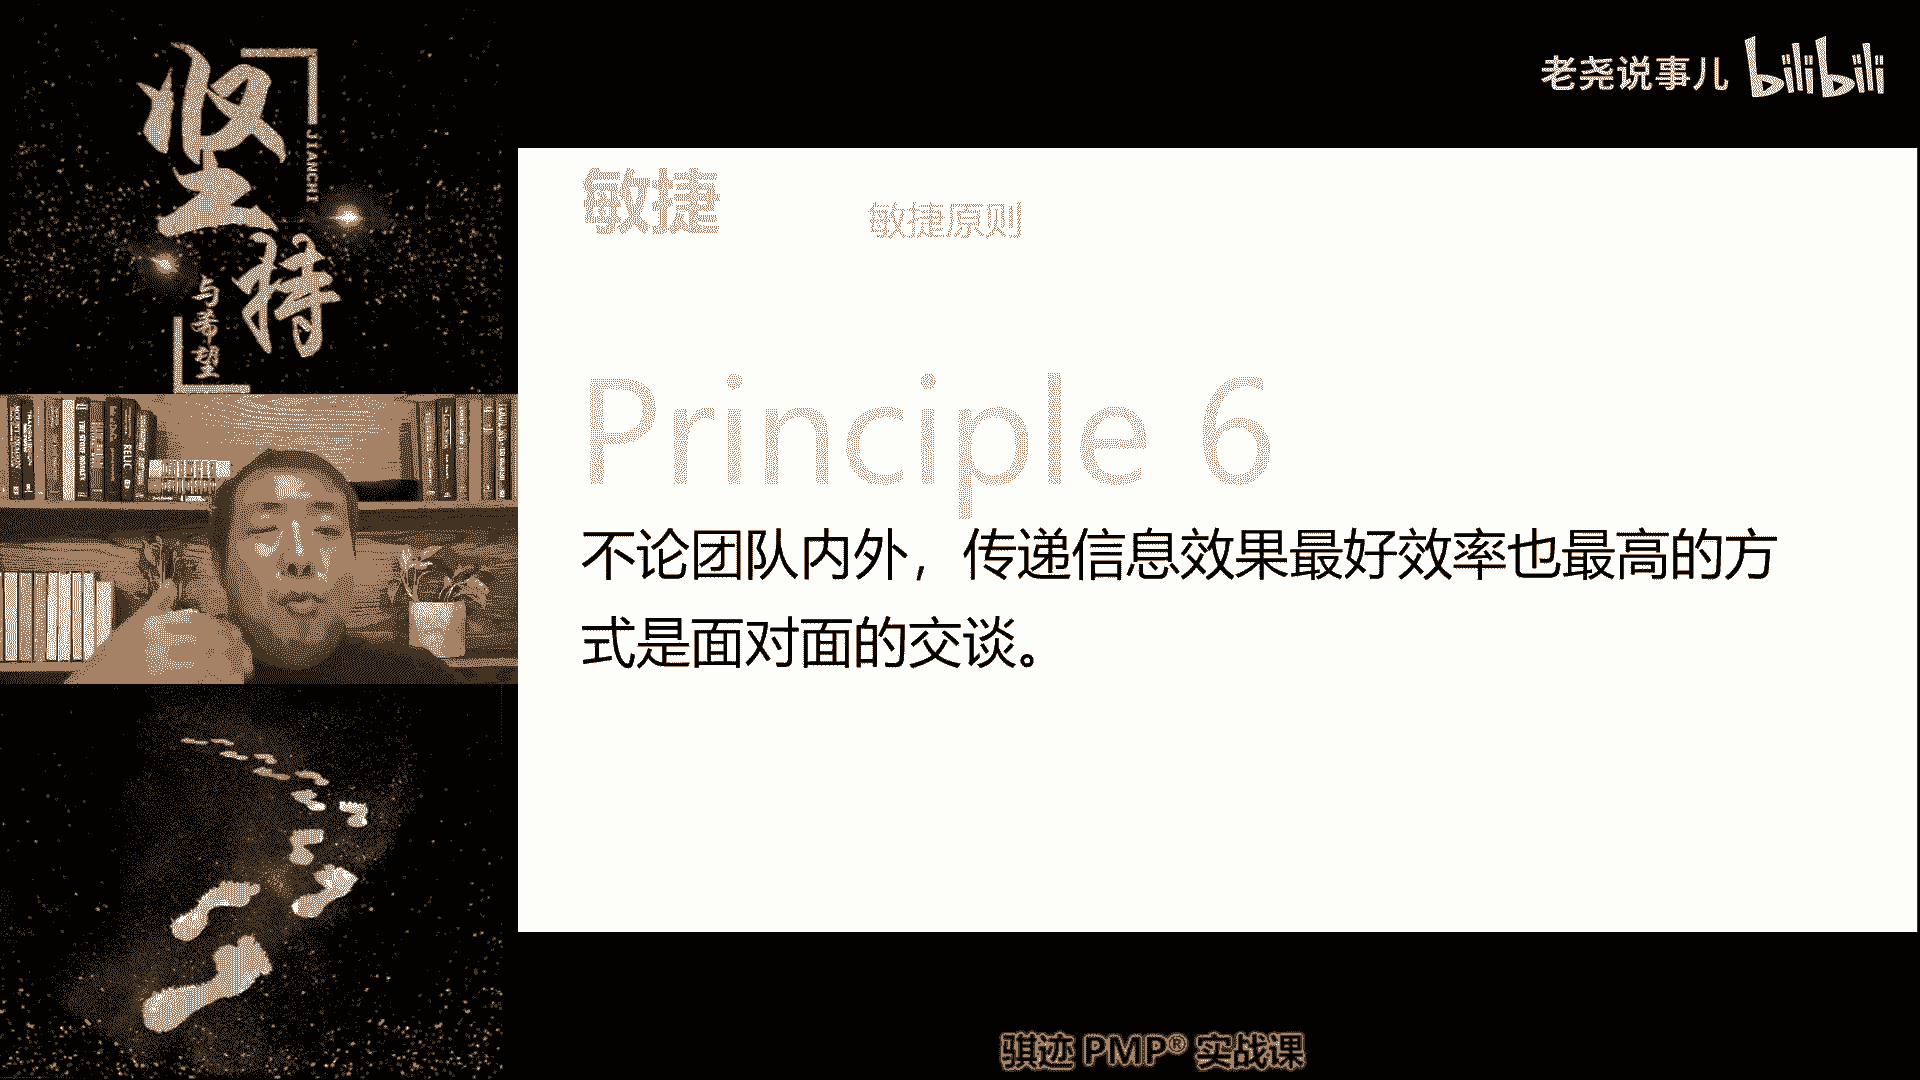 坚持
JIANCHI
与希望
老尧说事儿 bilibili
敏捷
敏捷原则
Principle 6
不论团队内外，传递信息效果最好效率也最高的方
式是面对面的交谈。
骐迹 PMP® 实战课